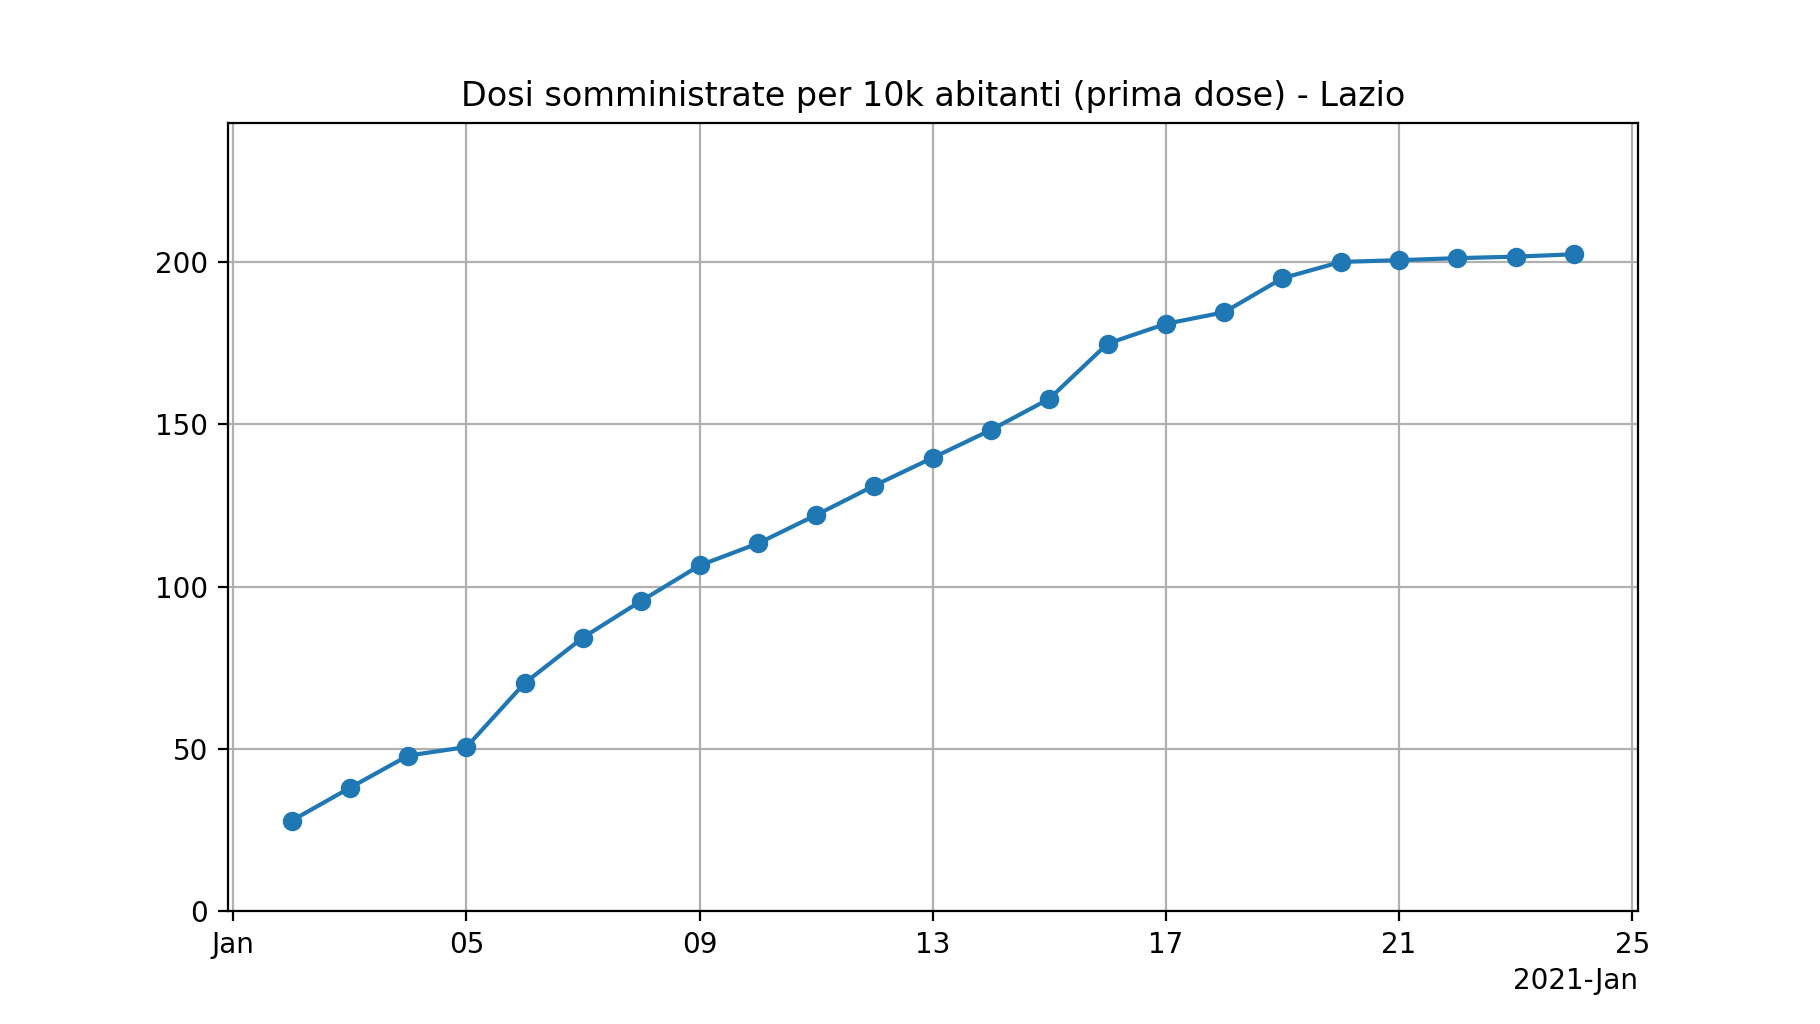 Dosi somministrate per 10k abitanti (prima dose) - Lazio
200
150
100
50
0
Jan 05 09 13 17 21 25
2021-Jan